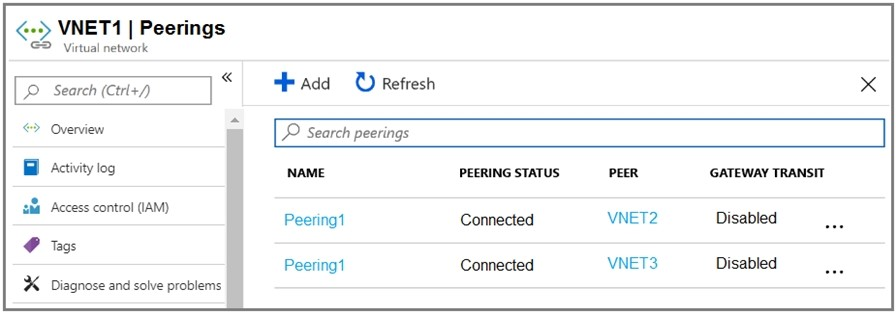 VNET1 | Peerings
Virtual network
Search (Ctrl+/)
«
Overview
Activity log
Access control (IAM)
Tags
Diagnose and solve problems
Add
Refresh
Search peerings
NAME PEERING STATUS PEER GATEWAY TRANSIT
Peering1 Connected VNET2 Disabled ...
Peering1 Connected VNET3 Disabled ...